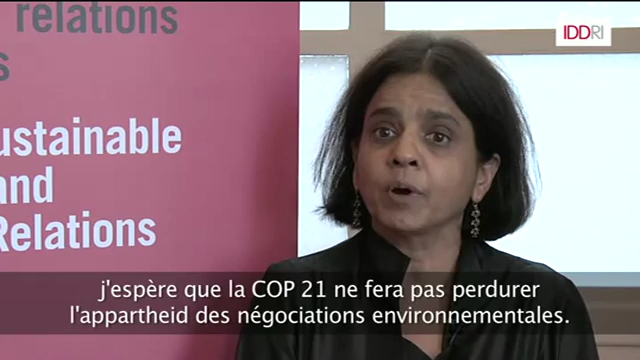 relations
s
ustainable
and
Relations
IDDRI
j'espère que la COP 21 ne fera pas perdurer
l'appartheid des négociations environnementales.